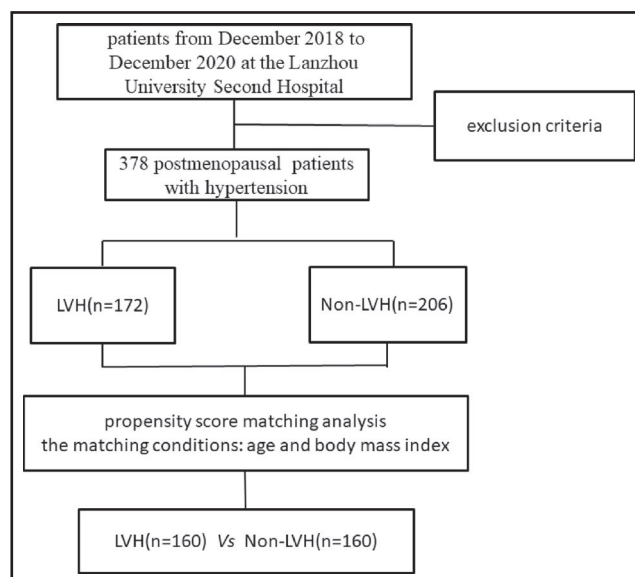 patients from December 2018 to
December 2020 at the Lanzhou
University Second Hospital
exclusion criteria
378 postmenopausal patients
with hypertension
LVH(n=172)
Non-LVH(n=206)
propensity score matching analysis
the matching conditions: age and body mass index
LVH(n=160) Vs Non-LVH(n=160)